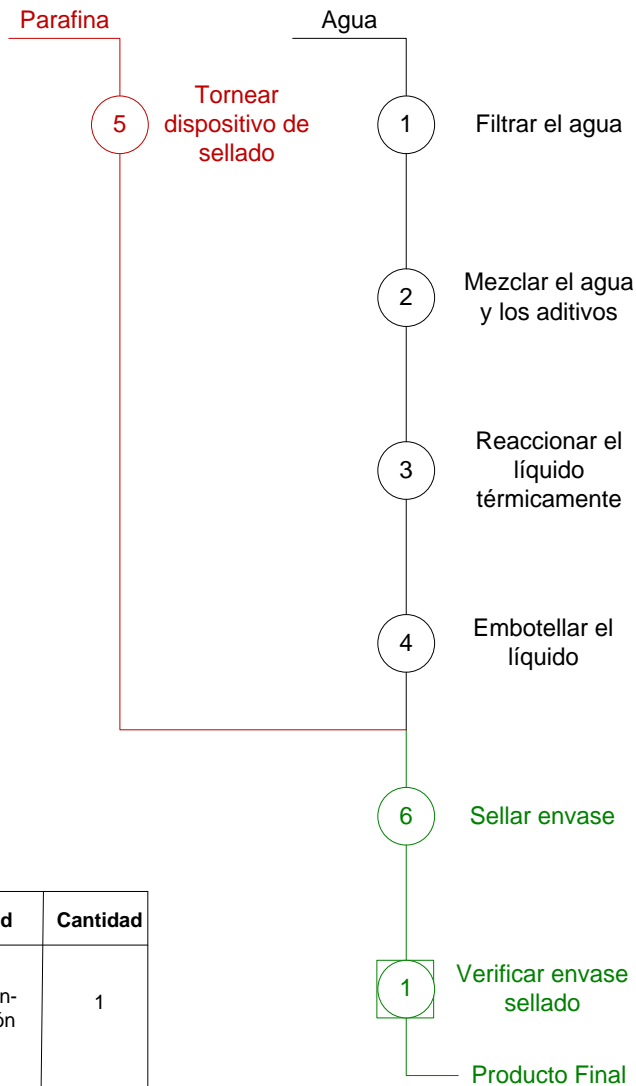 Parafina
Agua
5
Tornear
dispositivo de
sellado
1
Filtrar el agua
2
Mezclar el agua
y los aditivos
3
Reaccionar el
líquido
térmicamente
4
Embotellar el
líquido
6
Sellar envase
1
Verificar envase
sellado
Producto Final
d
Cantidad
n-
ón
1